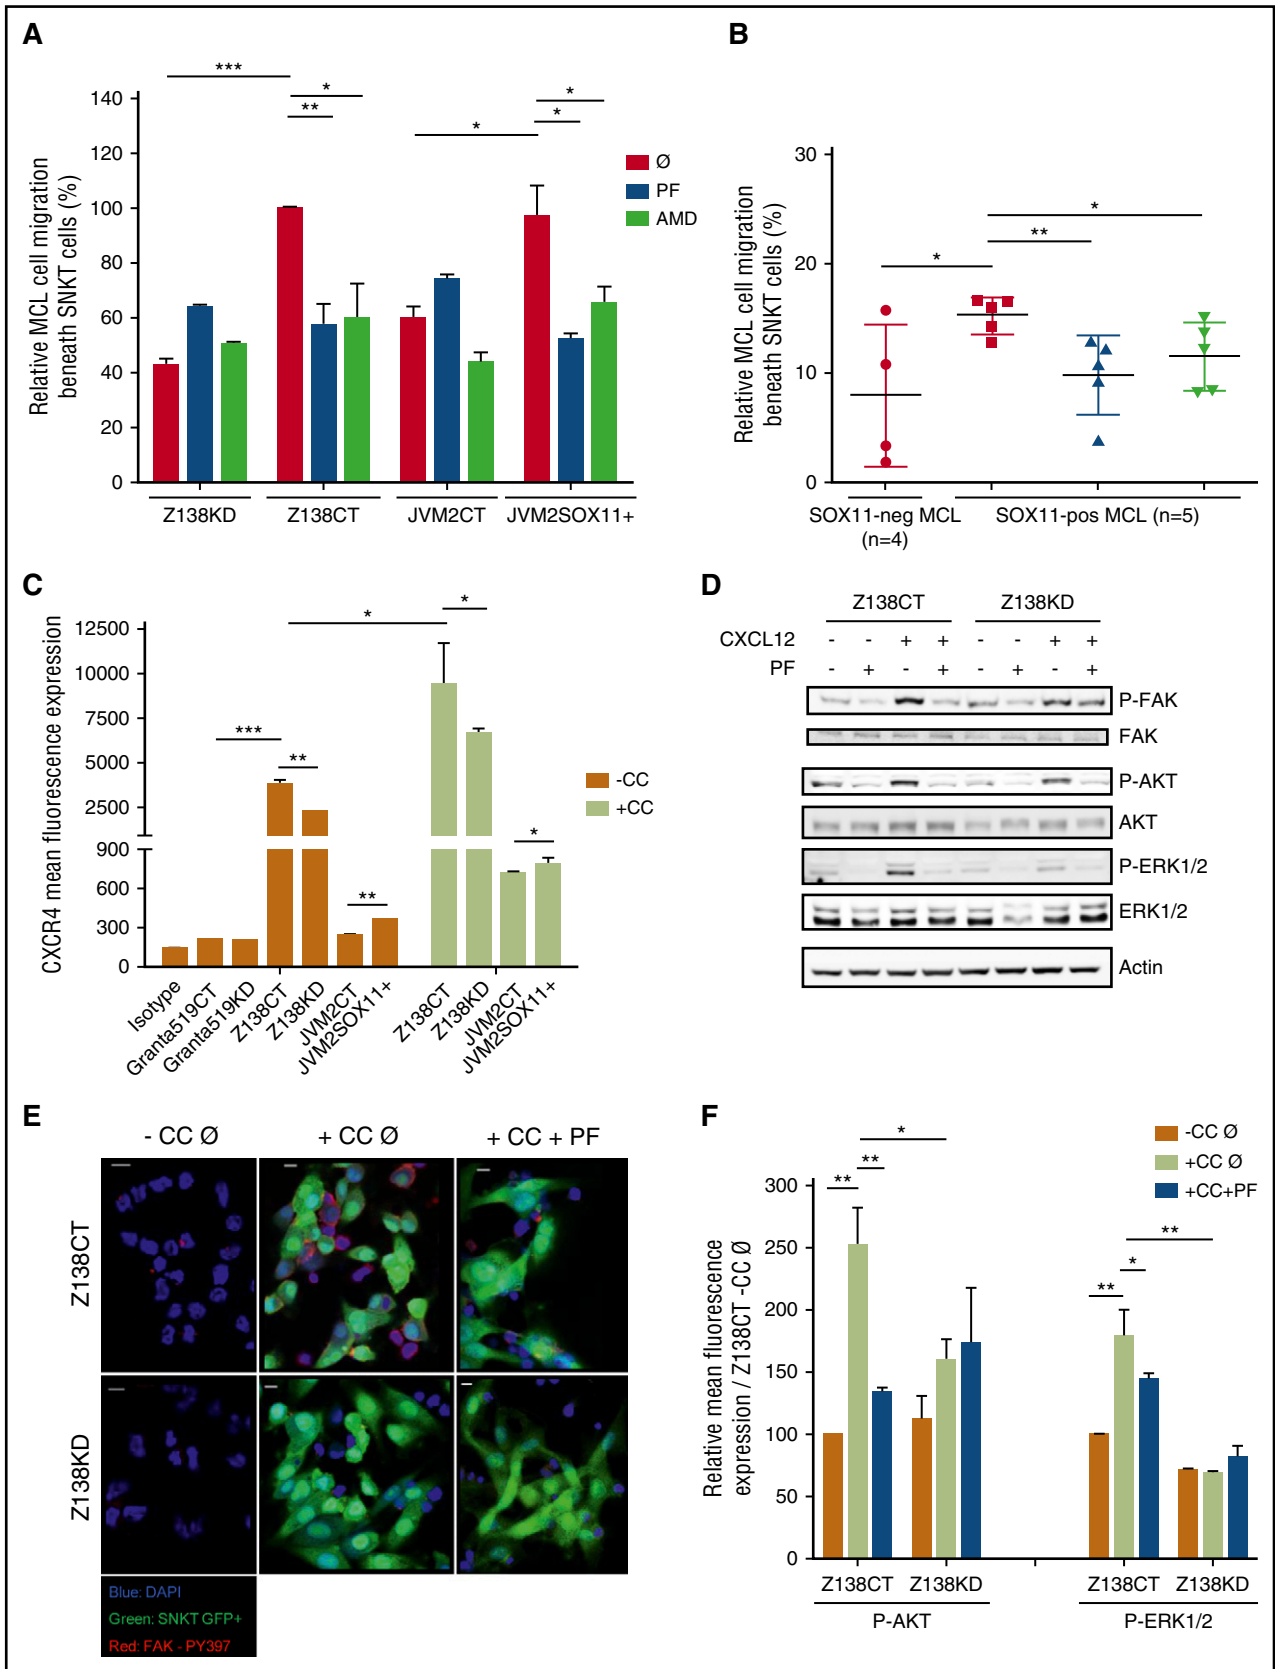 A
***
*
**
*
*
*
140
120
100
80
60
40
20
0
Relative MCL cell migration
beneath SNKT cells (%)
Ø
PF
AMD
Z138KD
Z138CT
JVM2CT
JVM2SOX11+
B
30
20
10
0
Relative MCL cell migration
beneath SNKT cells (%)
*
*
**
SOX11-neg MCL
(n=4)
SOX11-pos MCL (n=5)
C
12500
10000
7500
5000
2500
900
600
300
0
CXCR4 mean fluorescence expression
*
*
***
**
**
*
-CC
+CC
Isotype
Granta519CT
Granta519KD
Z138CT
Z138KD
JVM2CT
JVM2SOX11+
Z138CT
Z138KD
JVM2CT
JVM2SOX11+
D
Z138CT Z138KD
CXCL12 - - + + - - + +
PF - + - + - + - +
P-FAK
FAK
P-AKT
AKT
P-ERK1/2
ERK1/2
Actin
E
- CC Ø
+ CC Ø
+ CC + PF
Z138CT
Z138KD
Blue: DAPI
Green: SNKT GFP+
Red: FAK - PY397
F
-CC Ø
+CC Ø
+CC+PF
*
**
**
**
*
**
300
250
200
150
100
50
0
Relative mean fluorescence
expression / Z138CT -CC Ø
Z138CT
Z138KD
Z138CT
Z138KD
P-AKT
P-ERK1/2